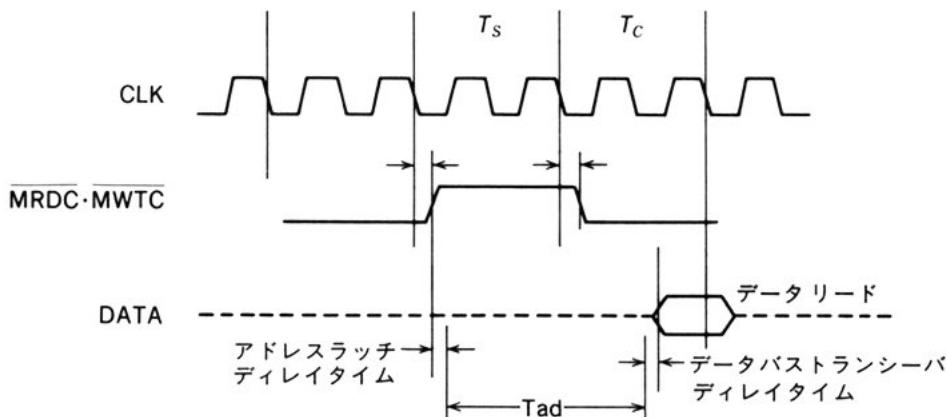 Ts Tc
CLK
MRDC·MWTC
DATA
データリード
アドレスラッチ
ディレイタイム
データバストランシーバ
ディレイタイム
Tad